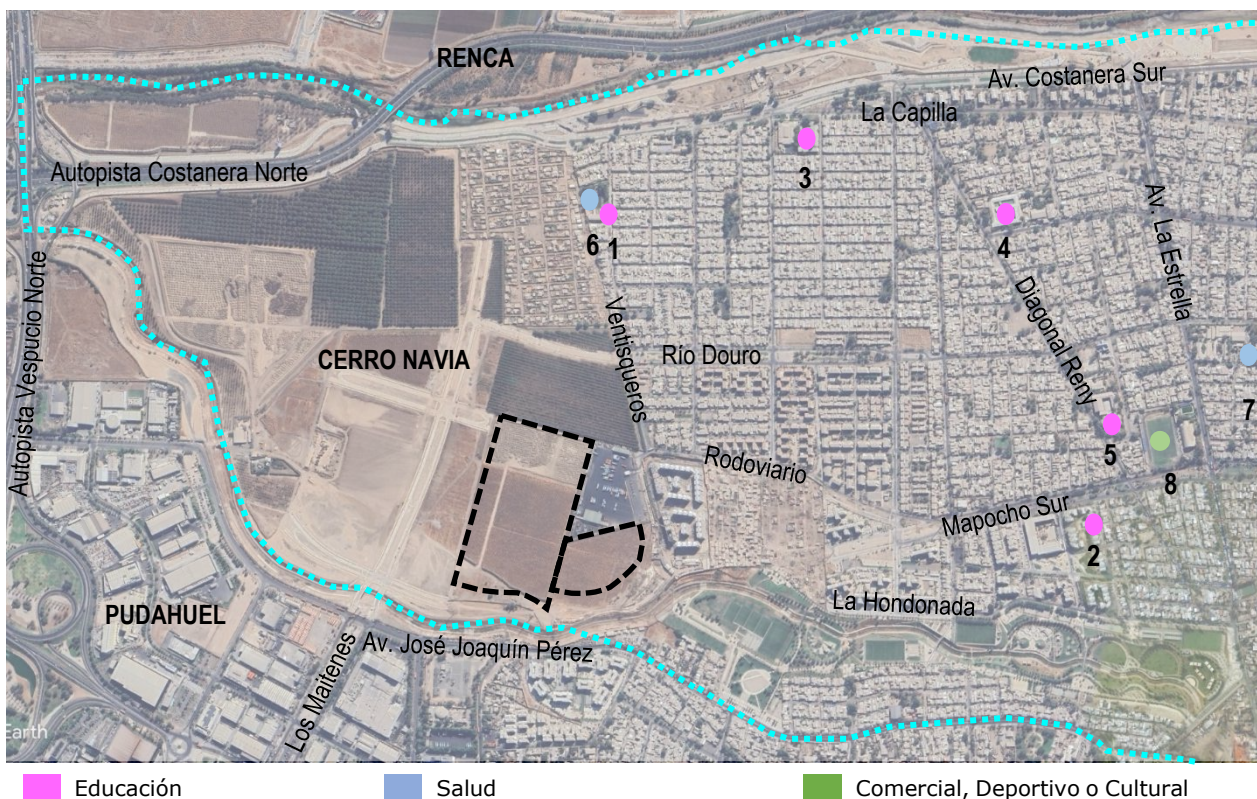 RENCA
Av. Costanera Sur
La Capilla
Autopista Costanera Norte
3
Av. La Estrella
6
1
4
Autopista Vespucio Norte
Ventisqueros
Diagonal Reny
CERRO NAVIA
Río Douro
7
5
Rodoviario
8
Mapocho Sur
2
La Hondonada
PUDAHUEL
Av. José Joaquín Pérez
Los Maitenes
Earth
Educación
Salud
Comercial, Deportivo o Cultural